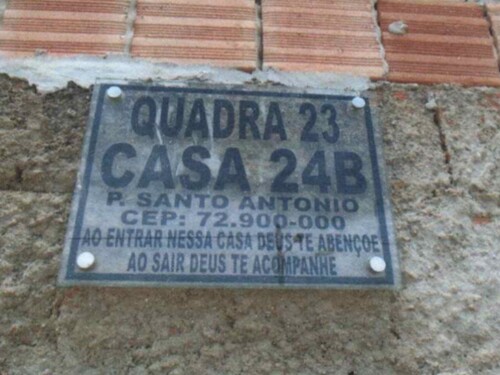 QUADRA 23
CASA 24B
P. SANTO ANTONIO
CEP: 72.900-000
AO ENTRAR NESSA CASA DEUS TE ABENÇOE
AO SAIR DEUS TE ACOMPANHE